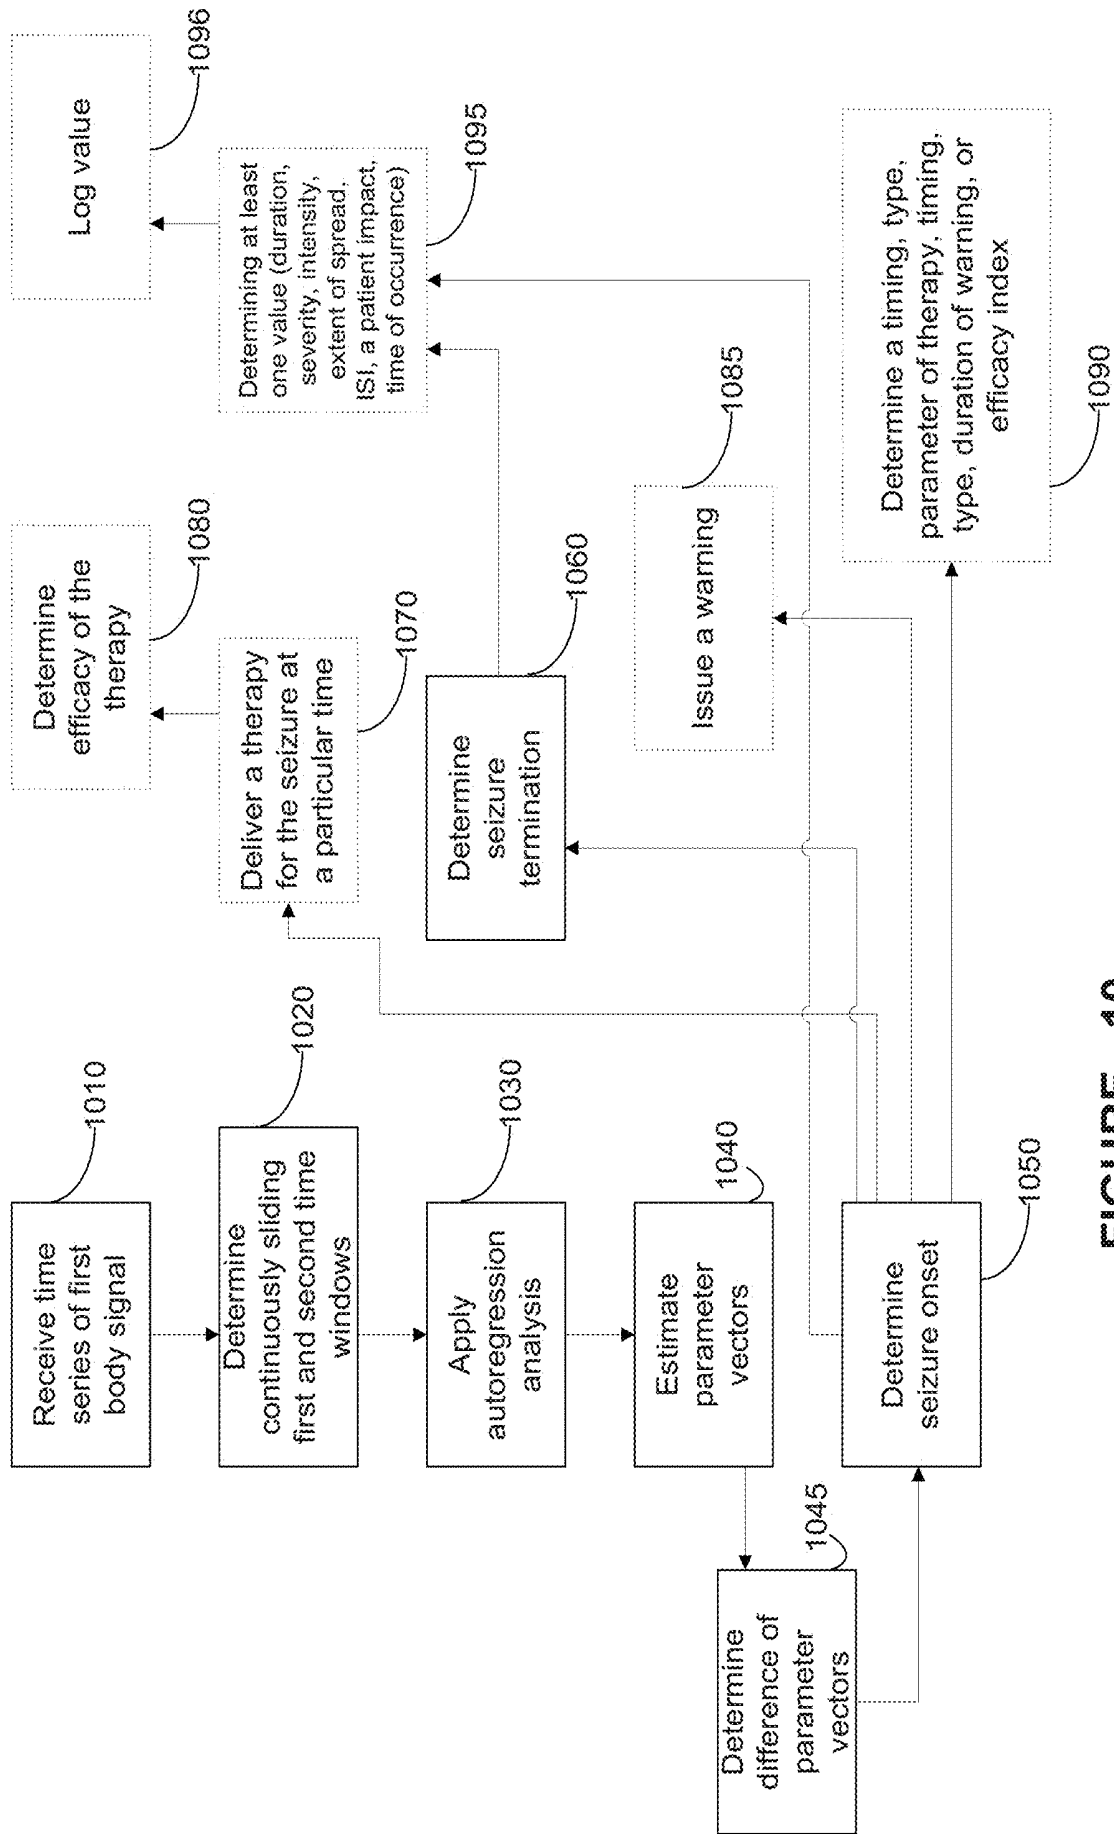 Receive time
series of first
body signal
1010
Determine
continuously sliding
first and second time
windows
1020
Apply
autoregression
analysis
1030
Estimate
parameter
vectors
1040
Determine
difference of
parameter
vectors
1045
Determine
seizure onset
1050
Determine
seizure
termination
1060
Deliver a therapy
for the seizure at
a particular time
1070
Determine
efficacy of the
therapy
1080
Issue a warning
1085
Determine a timing, type,
parameter of therapy, timing,
type, duration of warning, or
efficacy index
1090
Determining at least
one value (duration,
severity, intensity,
extent of spread,
ISI, a patient impact,
time of occurrence)
1095
Log value
1096
FIGURE